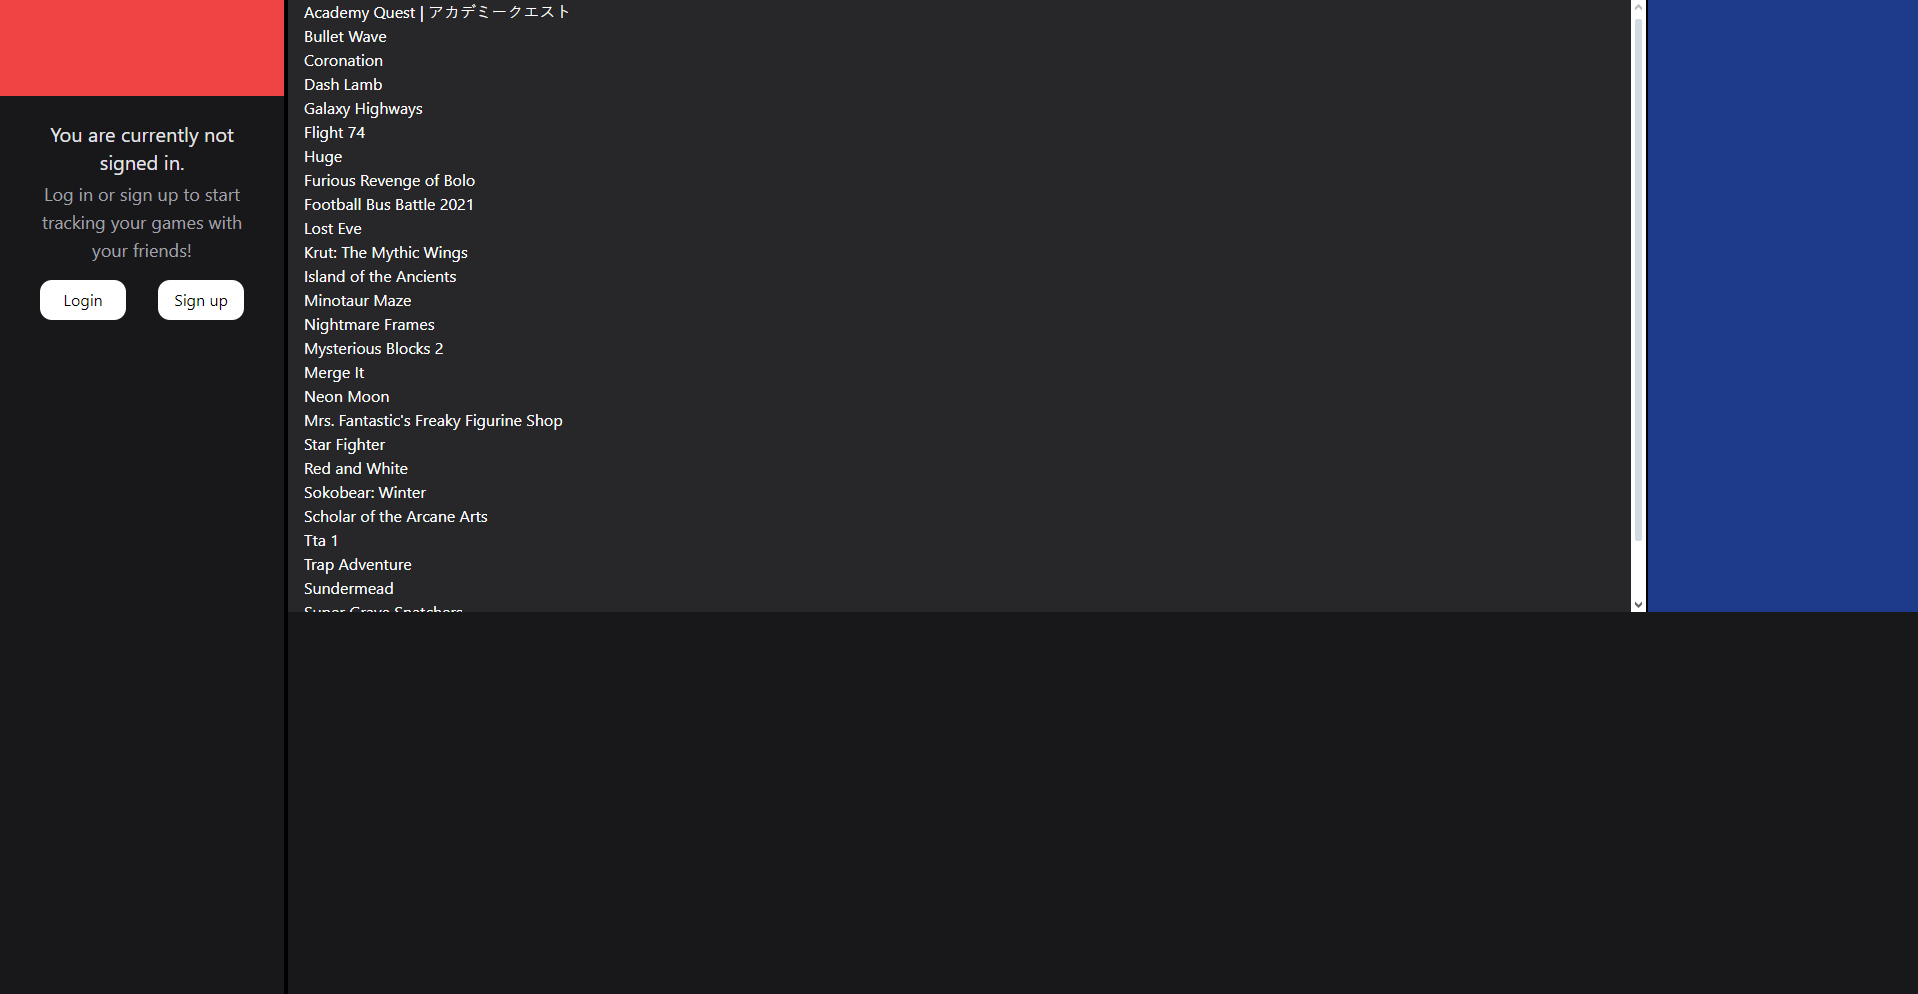 You are currently not
signed in.
Log in or sign up to start
tracking your games with
your friends!
Login
Sign up
Academy Quest | アカデミークエスト
Bullet Wave
Coronation
Dash Lamb
Galaxy Highways
Flight 74
Huge
Furious Revenge of Bolo
Football Bus Battle 2021
Lost Eve
Krut: The Mythic Wings
Island of the Ancients
Minotaur Maze
Nightmare Frames
Mysterious Blocks 2
Merge It
Neon Moon
Mrs. Fantastic's Freaky Figurine Shop
Star Fighter
Red and White
Sokobear: Winter
Scholar of the Arcane Arts
Tta 1
Trap Adventure
Sundermead
Super Grave Snatchers